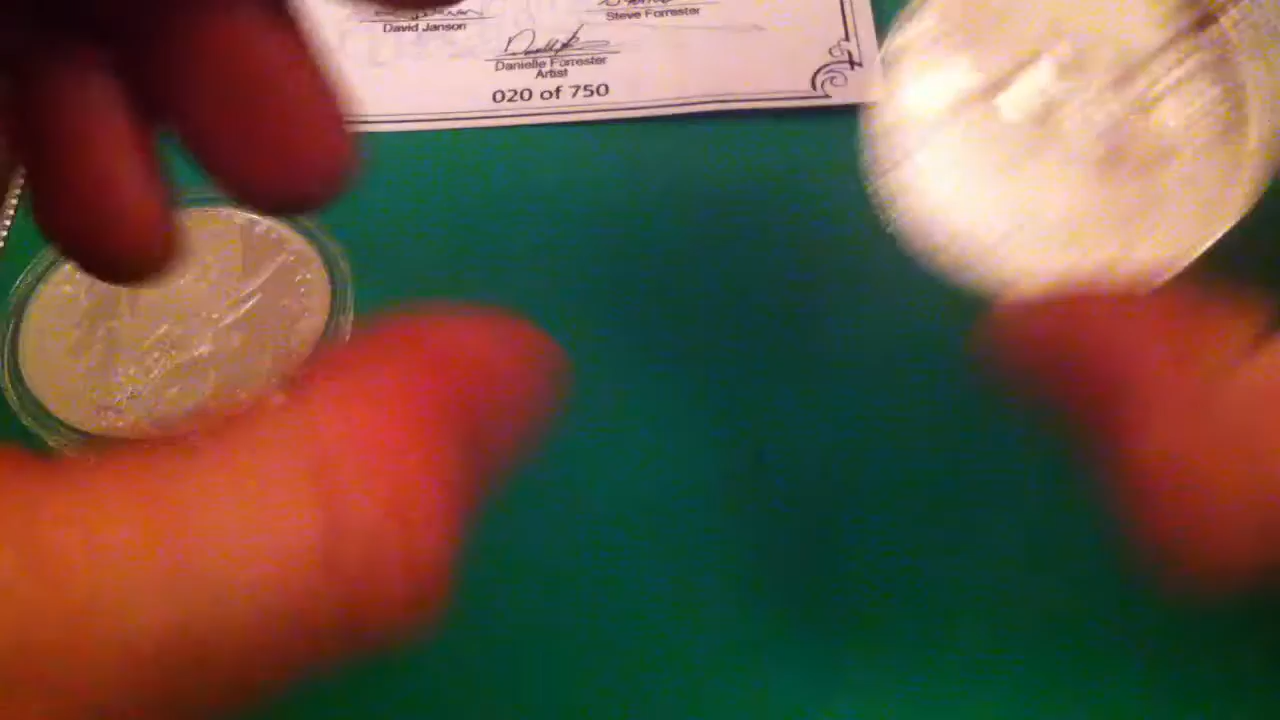 David Janson
Steve Forrester
Danielle Forrester
Artist
020 of 750